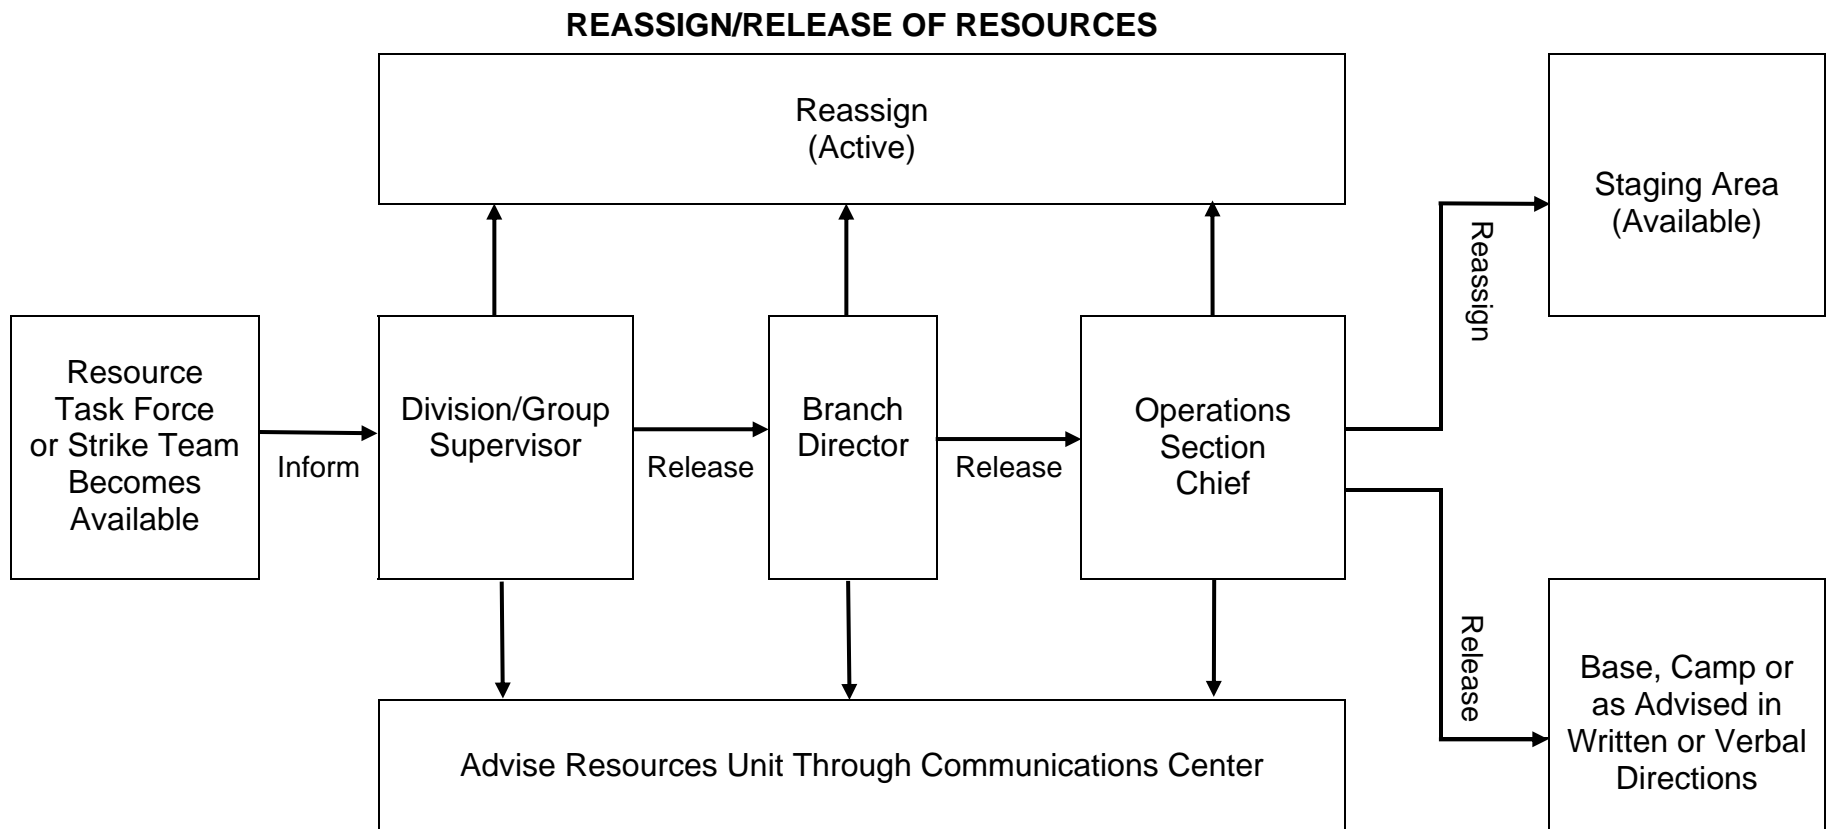 REASSIGN/RELEASE OF RESOURCES
Reassign
(Active)
Staging Area
(Available)
Reassign
Resource
Task Force
or Strike Team
Becomes
Available
Inform
Division/Group
Supervisor
Release
Branch
Director
Release
Operations
Section
Chief
Release
Base, Camp or
as Advised in
Written or Verbal
Directions
Advise Resources Unit Through Communications Center